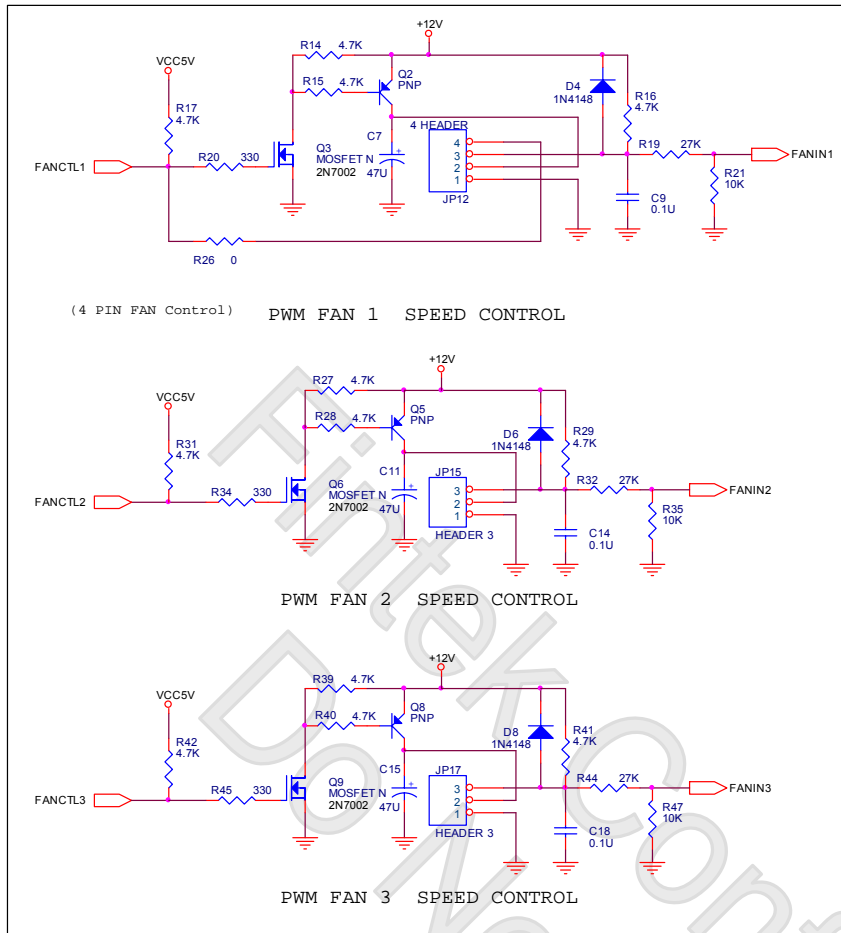 +12V
R14 4.7K
VCC5V
R15 4.7K
Q2
PNP
D4
1N4148
R16
4.7K
R17
4.7K
C7
4 HEADER
Q3
MOSFET N
2N7002
47U
4
3
2
1
JP12
R19 27K
FANCTL1
R20 330
FANIN1
R21
10K
C9
0.1U
R26 0
(4 PIN FAN Control)
PWM FAN 1 SPEED CONTROL
+12V
R27 4.7K
VCC5V
R28 4.7K
Q5
PNP
D6
1N4148
R29
4.7K
R31
4.7K
C11
JP15
Q6
MOSFET N
2N7002
47U
3
2
1
HEADER 3
R32 27K
FANCTL2
R34 330
FANIN2
R35
10K
C14
0.1U
PWM FAN 2 SPEED CONTROL
+12V
R39 4.7K
VCC5V
R40 4.7K
Q8
PNP
D8
1N4148
R41
4.7K
R42
4.7K
C15
JP17
Q9
MOSFET N
2N7002
47U
3
2
1
HEADER 3
R44 27K
FANCTL3
R45 330
FANIN3
R47
10K
C18
0.1U
PWM FAN 3 SPEED CONTROL
Fintek Conf
Do No